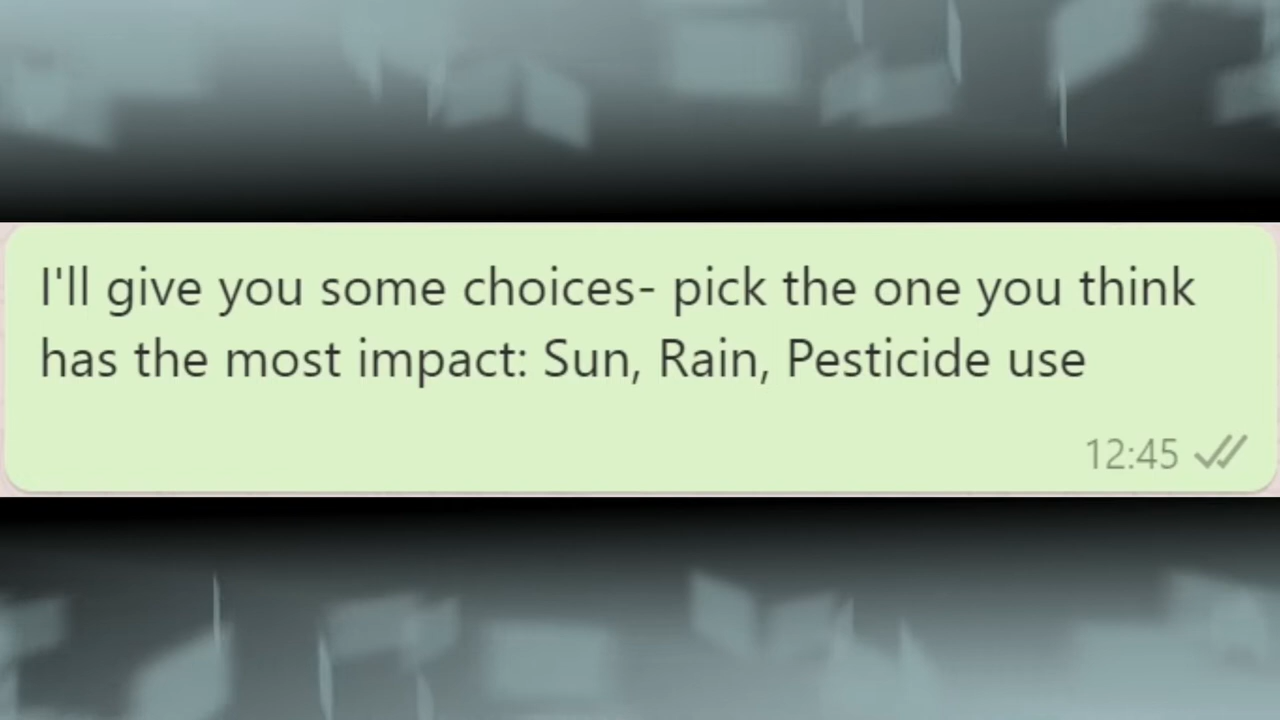 I'll give you some choices- pick the one you think
has the most impact: Sun, Rain, Pesticide use
12:45